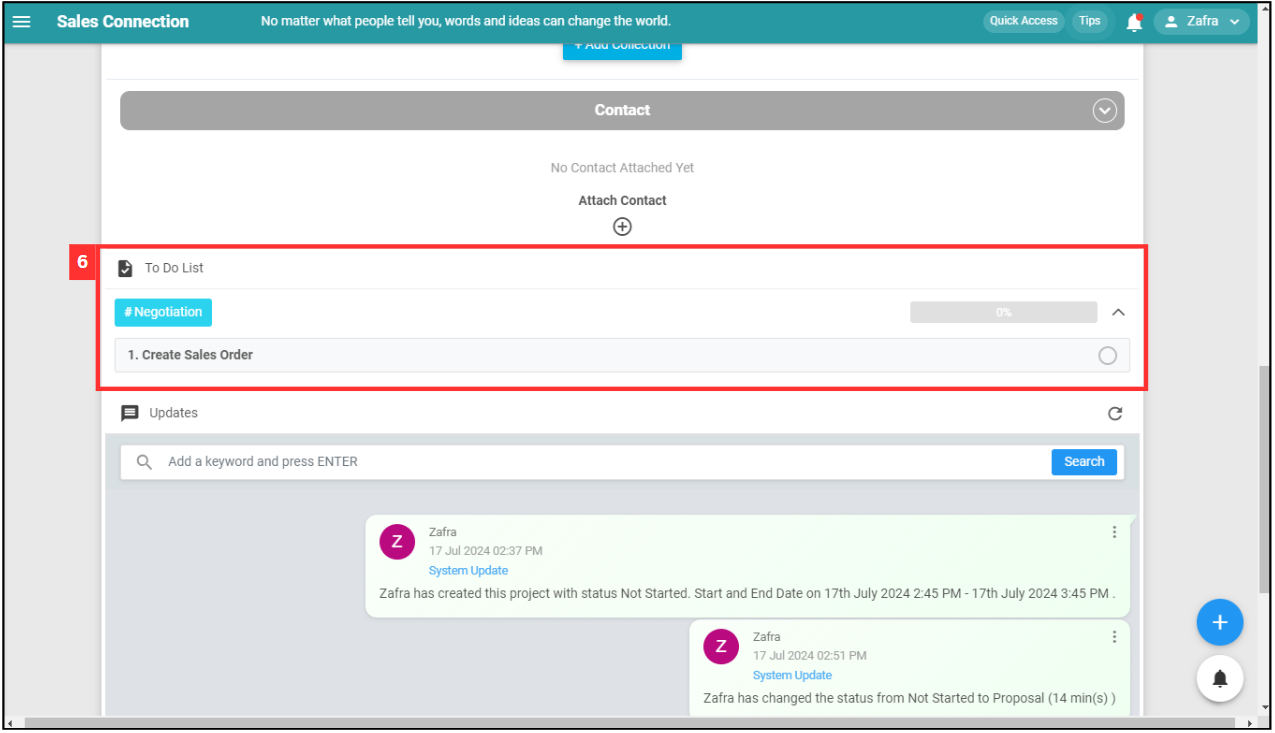 Sales Connection
No matter what people tell you, words and ideas can change the world.
Quick Access
Tips
Zafra
+ Add Collection
Contact
No Contact Attached Yet
Attach Contact
6
To Do List
#Negotiation
0%
1. Create Sales Order
Updates
Add a keyword and press ENTER
Search
Z
Zafra
17 Jul 2024 02:37 PM
System Update
Zafra has created this project with status Not Started. Start and End Date on 17th July 2024 2:45 PM - 17th July 2024 3:45 PM .
Z
Zafra
17 Jul 2024 02:51 PM
System Update
Zafra has changed the status from Not Started to Proposal (14 min(s) )